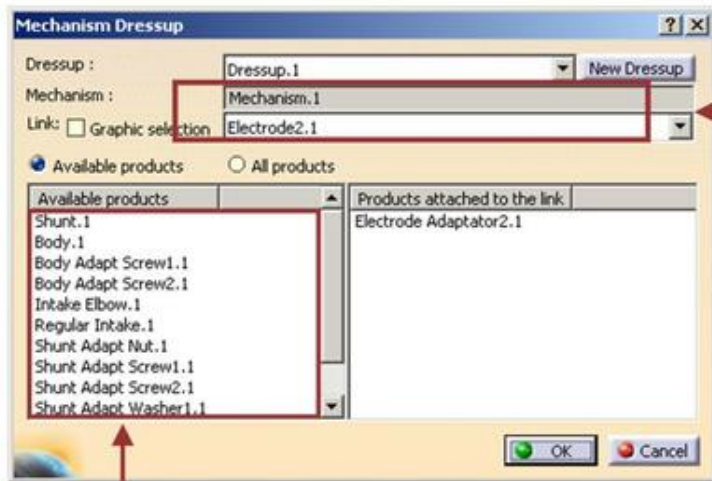 Mechanism Dressup
Dressup : Dressup.1 New Dressup
Mechanism : Mechanism.1
Link: Graphic selection Electrode2.1
Available products All products
Available products Products attached to the link
Shunt.1 Electrode Adaptator2.1
Body.1
Body Adapt Screw1.1
Body Adapt Screw2.1
Intake Elbow.1
Regular Intake.1
Shunt Adapt Nut.1
Shunt Adapt Screw1.1
Shunt Adapt Screw2.1
Shunt Adapt Washer1.1
OK Cancel